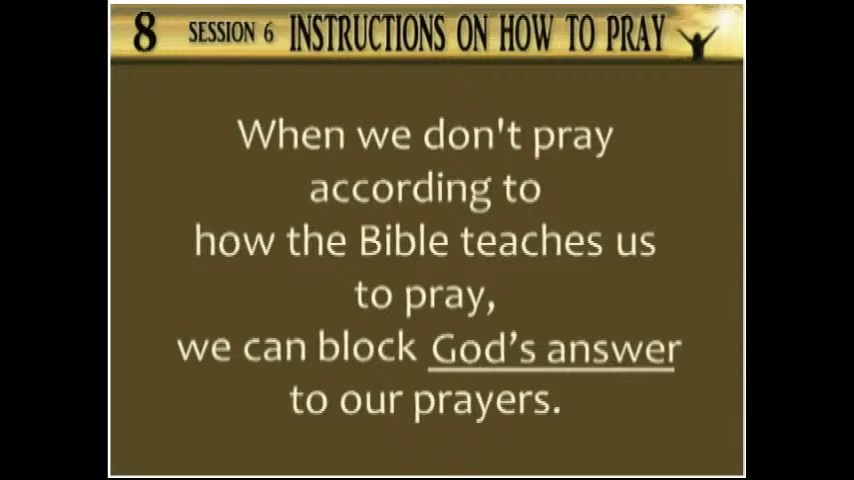 8 SESSION 6 INSTRUCTIONS ON HOW TO PRAY
When we don't pray
according to
how the Bible teaches us
to pray,
we can block God’s answer
to our prayers.